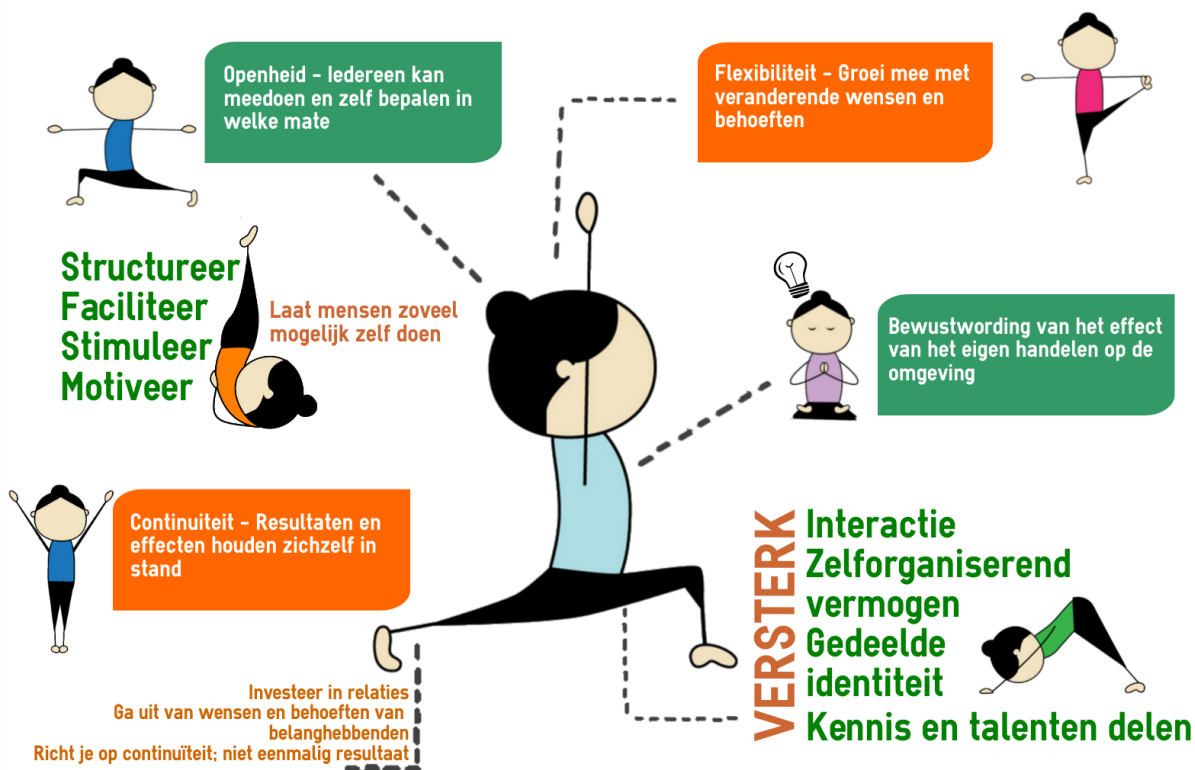 Openheid - Iedereen kan
meedoen en zelf bepalen in
welke mate
Flexibiliteit - Groei mee met
veranderende wensen en
behoeften
Structureer
Faciliteer
Stimuleer
Motiveer
Laat mensen zoveel
mogelijk zelf doen
Bewustwording van het effect
van het eigen handelen op de
omgeving
Continuiteit - Resultaten en
effecten houden zichzelf in
stand
VERSTERK
Interactie
Zelforganiserend
vermogen
Gedeelde
identiteit
Kennis en talenten delen
Investeer in relaties
Ga uit van wensen en behoeften van
belanghebbenden
Richt je op continuïteit; niet eenmalig resultaat